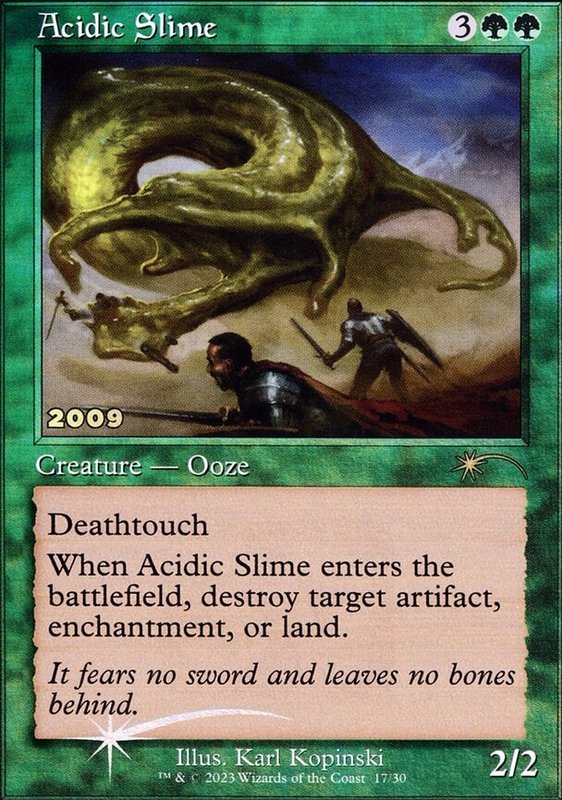 Acidic Slime 3
2009
Creature — Ooze
Deathtouch
When Acidic Slime enters the
battlefield, destroy target artifact,
enchantment, or land.
It fears no sword and leaves no bones
behind.
Illus. Karl Kopinski
™ & © 2023 Wizards of the Coast 17/30
2/2